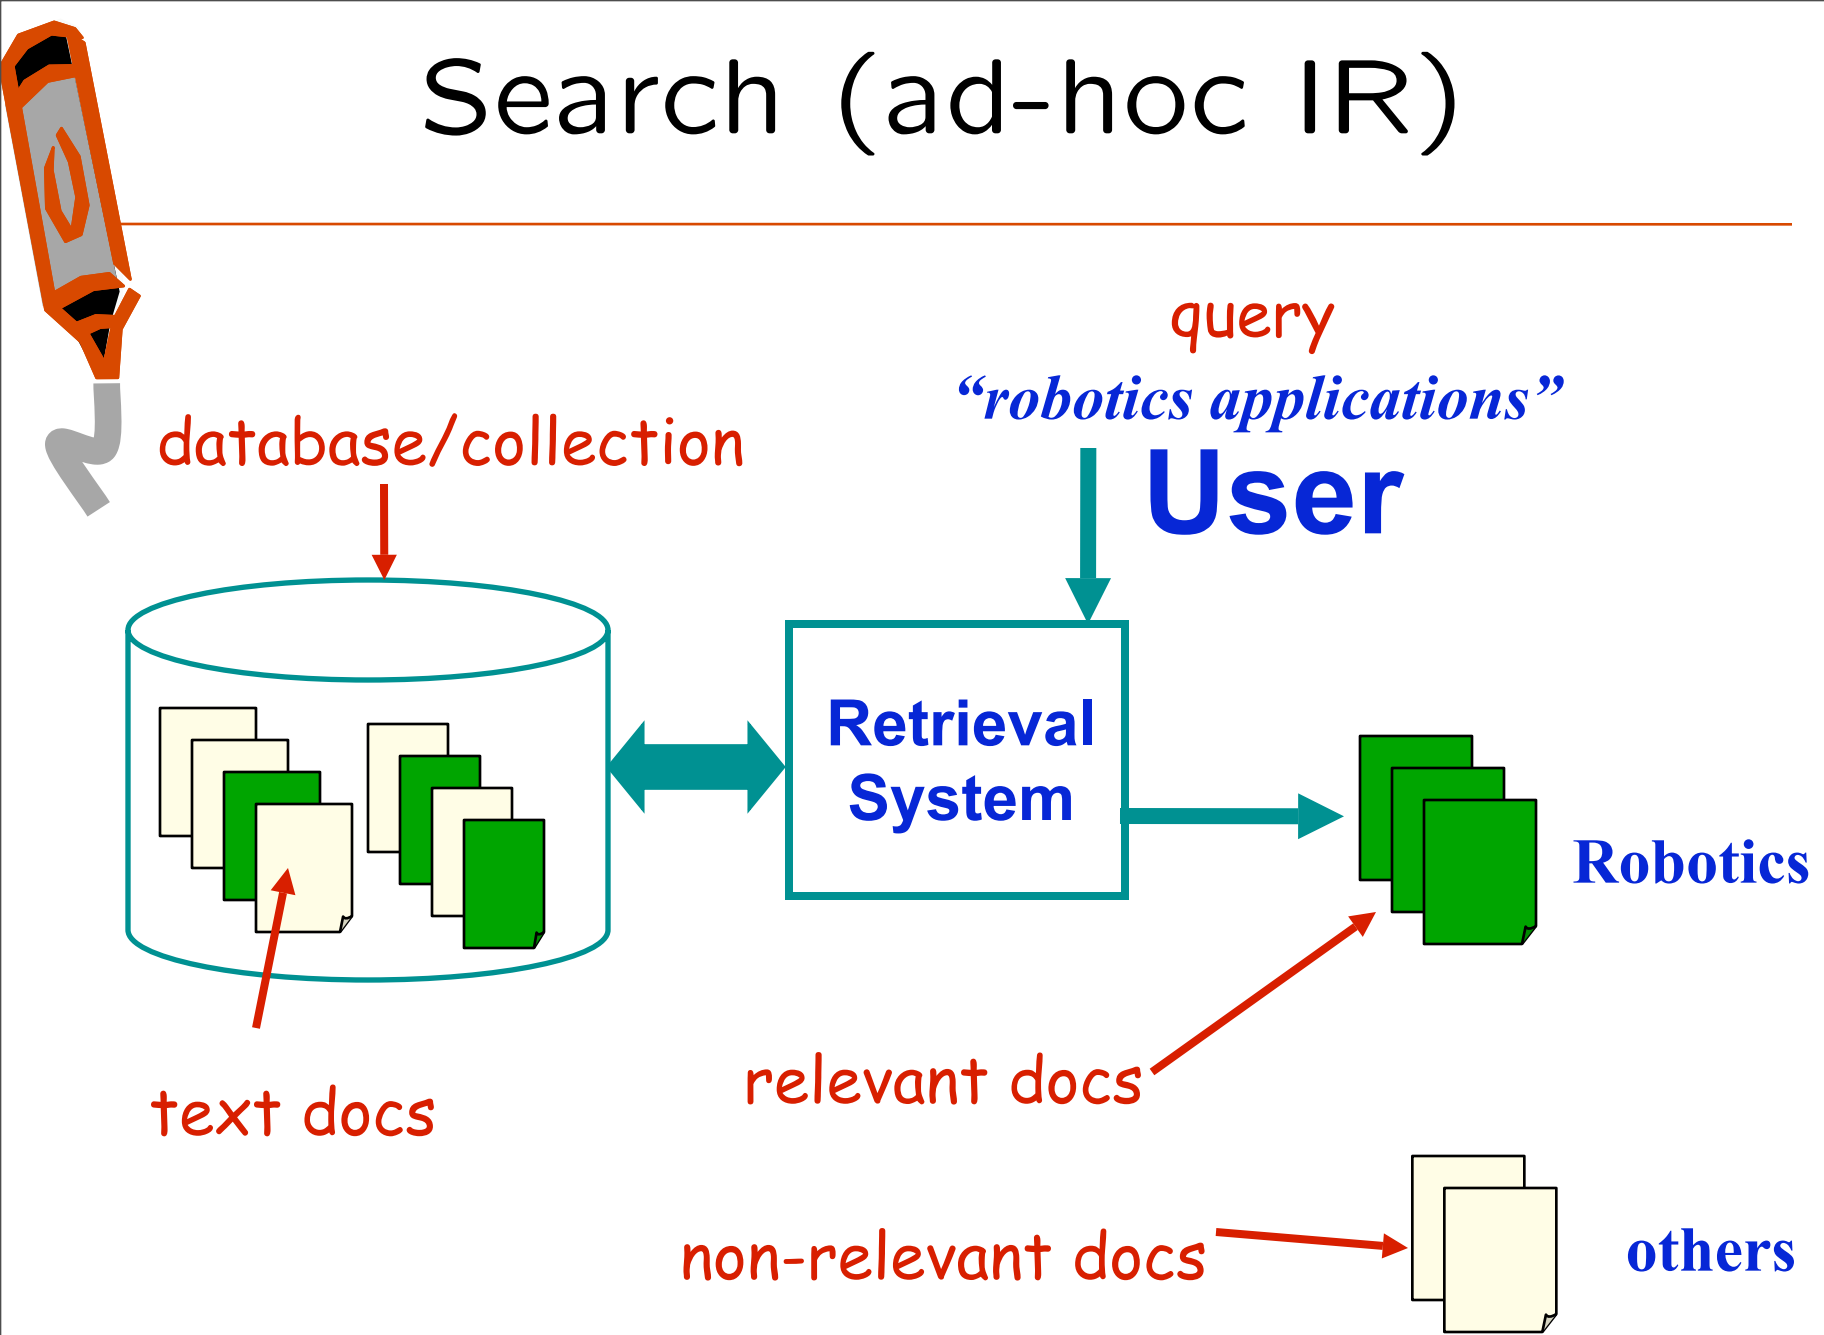 Search (ad-hoc IR)
query
“robotics applications”
User
database/collection
Retrieval
System
Robotics
relevant docs
text docs
non-relevant docs
others